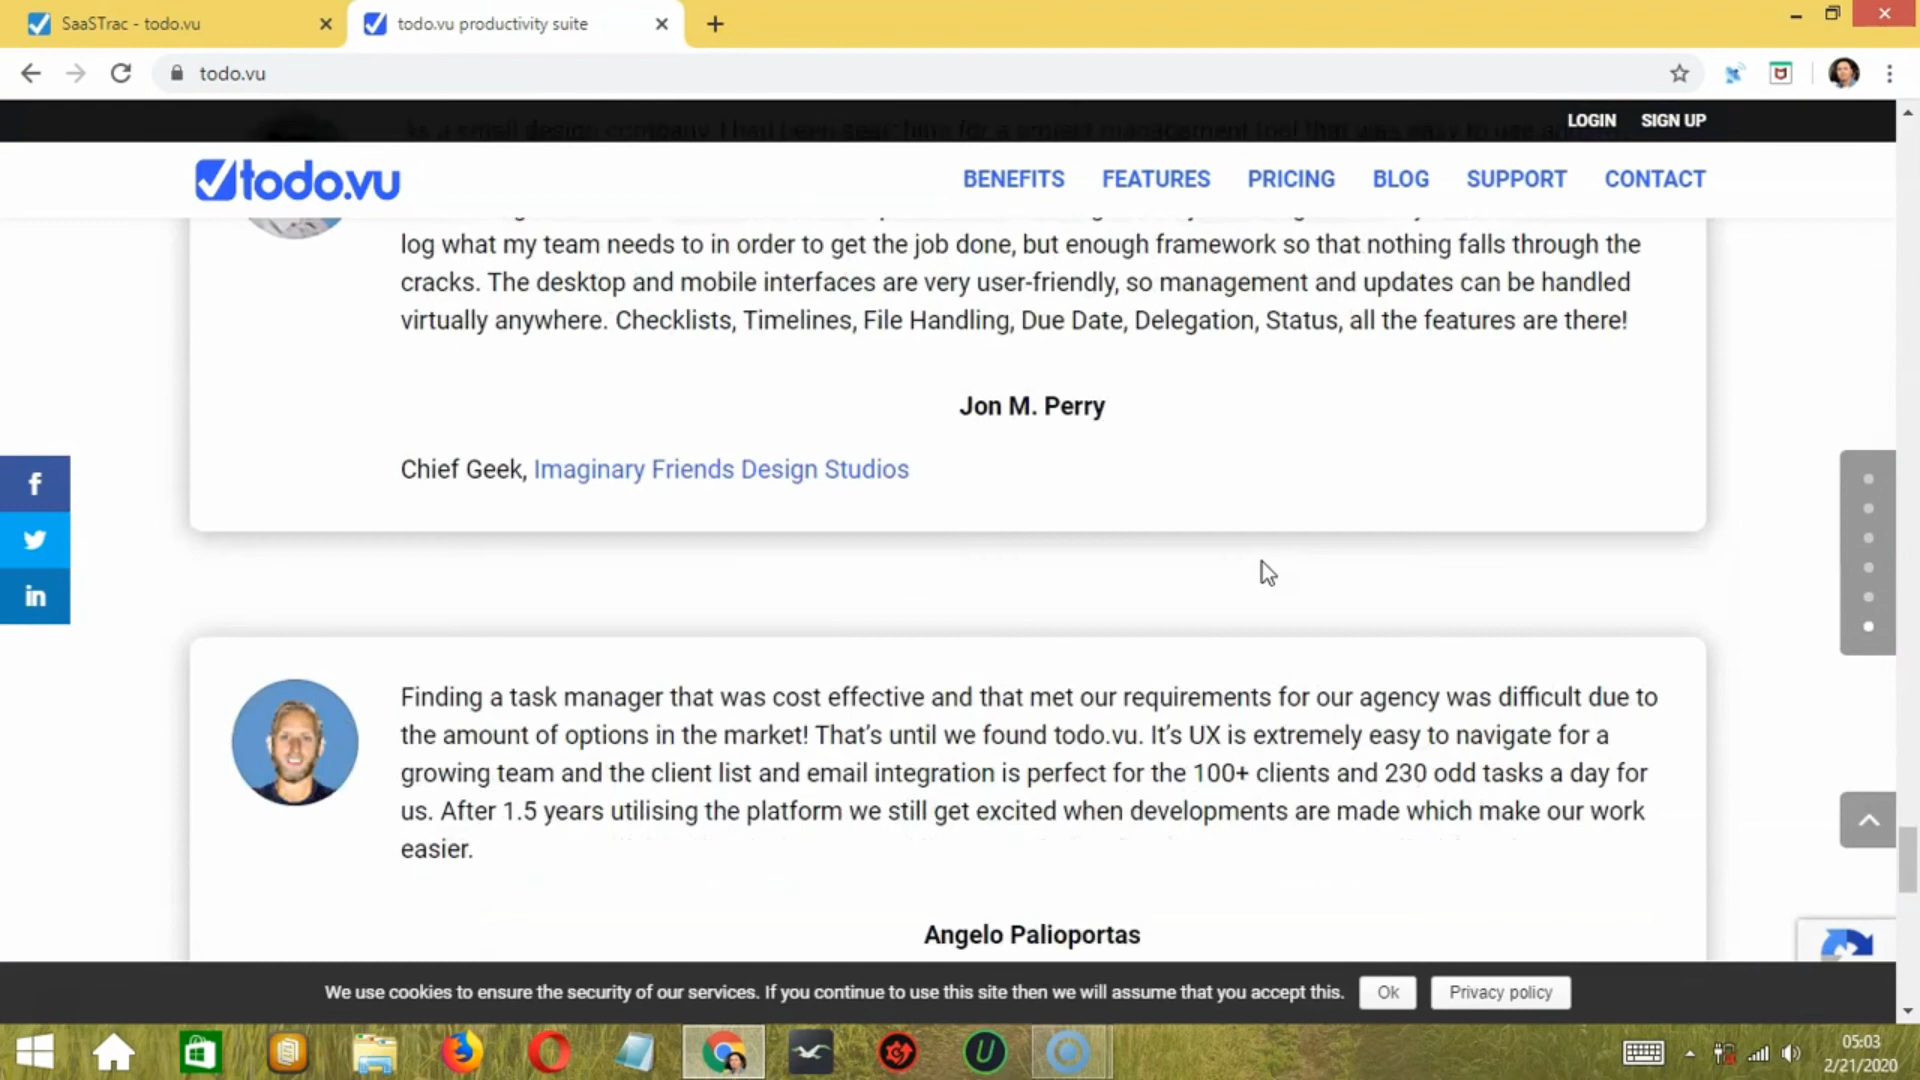 SaaSTrac - todo.vu
todo.vu productivity suite
todo.vu
LOGIN SIGN UP
todo.vu
BENEFITS FEATURES PRICING BLOG SUPPORT CONTACT
log what my team needs to in order to get the job done, but enough framework so that nothing falls through the
cracks. The desktop and mobile interfaces are very user-friendly, so management and updates can be handled
virtually anywhere. Checklists, Timelines, File Handling, Due Date, Delegation, Status, all the features are there!
Jon M. Perry
Chief Geek, Imaginary Friends Design Studios
Finding a task manager that was cost effective and that met our requirements for our agency was difficult due to
the amount of options in the market! That’s until we found todo.vu. It’s UX is extremely easy to navigate for a
growing team and the client list and email integration is perfect for the 100+ clients and 230 odd tasks a day for
us. After 1.5 years utilising the platform we still get excited when developments are made which make our work
easier.
Angelo Palioportas
We use cookies to ensure the security of our services. If you continue to use this site then we will assume that you accept this. Ok Privacy policy
05:03
2/21/2020